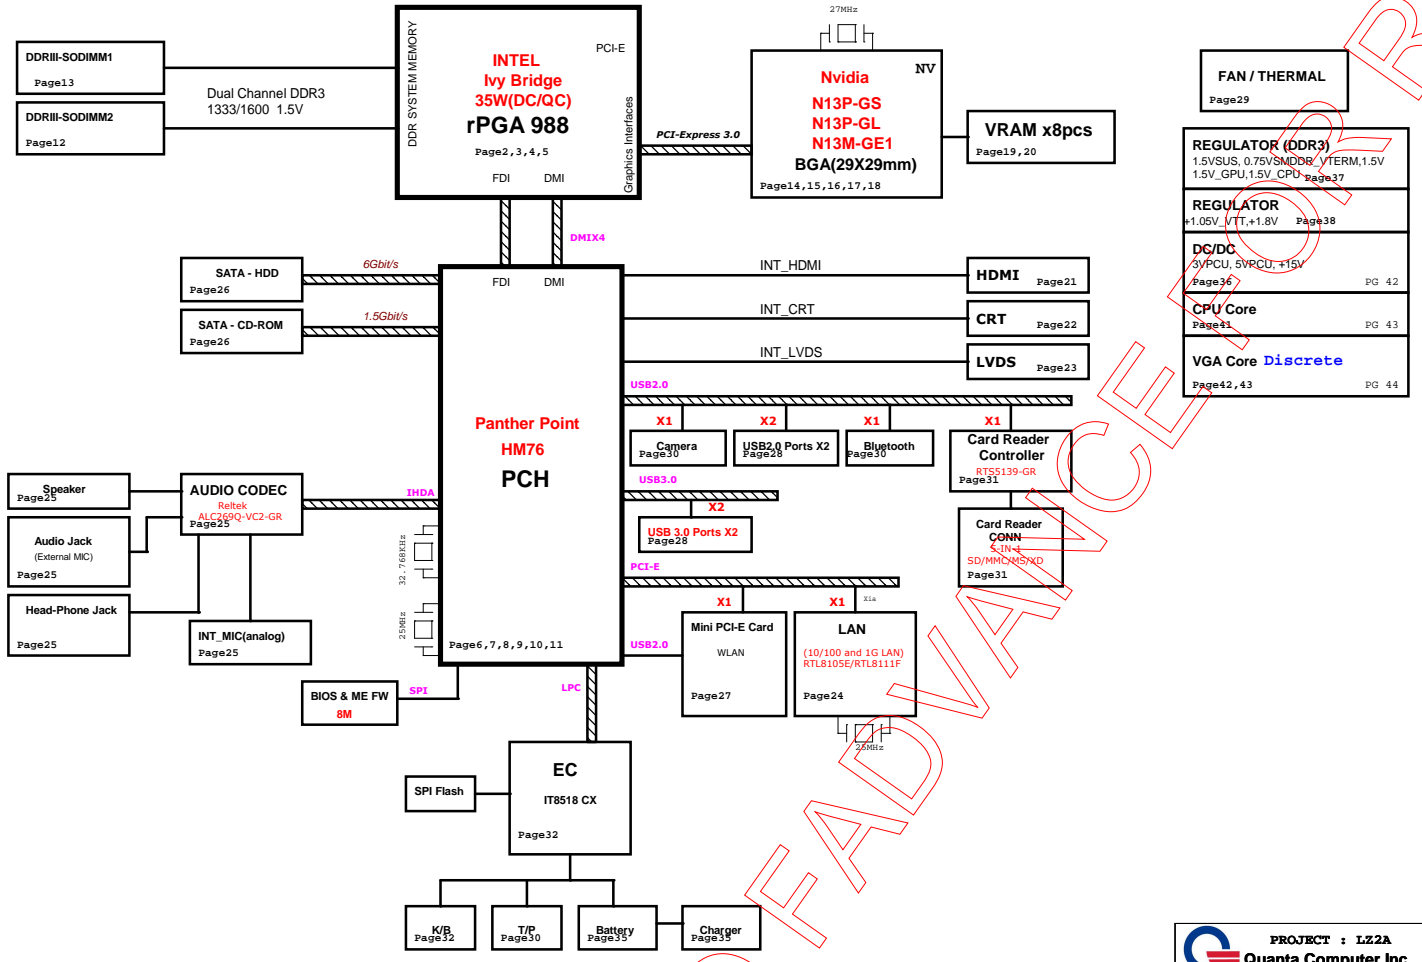 27MHz
DDRIII-SODIMM1
Page13
DDRIII-SODIMM2
Page12
Dual Channel DDR3
1333/1600 1.5V
DDR SYSTEM MEMORY
INTEL
Ivy Bridge
35W(DC/QC)
rPGA 988
Page2,3,4,5
PCI-E
Graphics Interfaces
FDI
DMI
PCI-Express 3.0
NV
Nvidia
N13P-GS
N13P-GL
N13M-GE1
BGA(29X29mm)
Page14,15,16,17,18
VRAM x8pcs
Page19,20
FAN / THERMAL
Page29
REGULATOR (DDR3)
1.5VSUS, 0.75VSMDDR_VTERM,1.5V
1.5V_GPU,1.5V_CPU Page37
REGULATOR
+1.05V_VTT,+1.8V Page38
DC/DC
3VPCU, 5VPCU, +15V
Page36 PG 42
CPU Core
Page41 PG 43
VGA Core Discrete
Page42,43 PG 44
DMIX4
SATA - HDD
Page26
6Gbit/s
SATA - CD-ROM
Page26
1.5Gbit/s
FDI
DMI
Panther Point
HM76
PCH
Page6,7,8,9,10,11
INT_HDMI
HDMI Page21
INT_CRT
CRT Page22
INT_LVDS
LVDS Page23
USB2.0
X1
Camera
Page30
X2
USB2.0 Ports X2
Page28
X1
Bluetooth
Page30
X1
Card Reader
Controller
RTS5139-GR
Page31
Card Reader
CONN
5-IN-1
SD/MMC/MS/XD
Page31
USB3.0
X2
USB 3.0 Ports X2
Page28
PCI-E
X1
Mini PCI-E Card
WLAN
Page27
USB2.0
X1
X1a
LAN
(10/100 and 1G LAN)
RTL8105E/RTL8111F
Page24
25MHz
Speaker
Page25
Audio Jack
(External MIC)
Page25
Head-Phone Jack
Page25
AUDIO CODEC
Reltek
ALC269Q-VC2-GR
Page25
IHDA
INT_MIC(analog)
Page25
32.768KHz
25MHz
BIOS & ME FW
8M
SPI
LPC
EC
IT8518 CX
Page32
SPI Flash
K/B
Page32
T/P
Page30
Battery
Page35
Charger
Page35
FADVANCE FOR R
PROJECT : LZ2A
Quanta Computer Inc